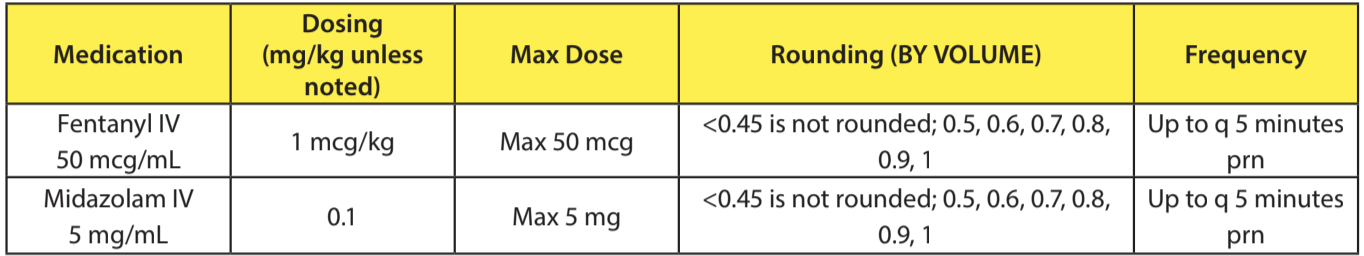 Medication
Dosing
(mg/kg unless
noted)
Max Dose
Rounding (BY VOLUME)
Frequency
Fentanyl IV
50 mcg/mL
1 mcg/kg
Max 50 mcg
<0.45 is not rounded; 0.5, 0.6, 0.7, 0.8,
0.9, 1
Up to q 5 minutes
prn
Midazolam IV
5 mg/mL
0.1
Max 5 mg
<0.45 is not rounded; 0.5, 0.6, 0.7, 0.8,
0.9, 1
Up to q 5 minutes
prn